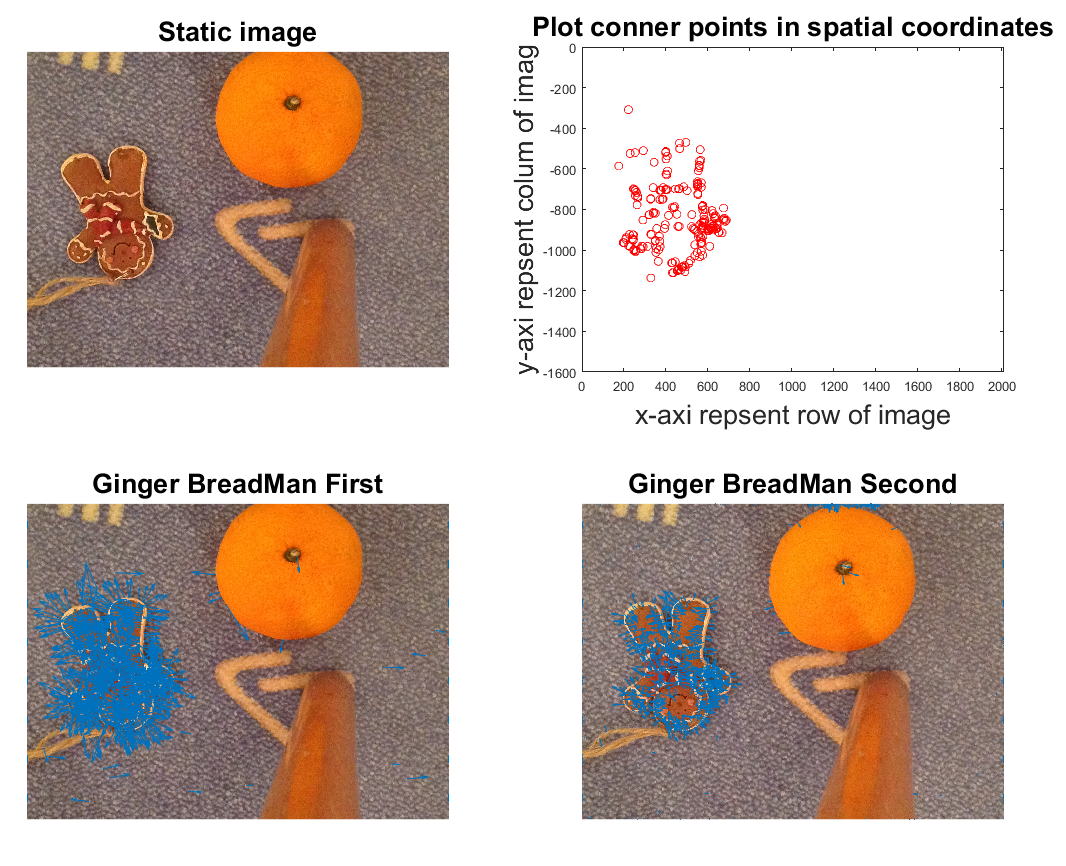 Static image
Plot conner points in spatial coordinates
y-axi repsent colum of imag
0
-200
-400
-600
-800
-1000
-1200
-1400
-1600
0 200 400 600 800 1000 1200 1400 1600 1800 2000
x-axi repsent row of image
Ginger BreadMan First
Ginger BreadMan Second